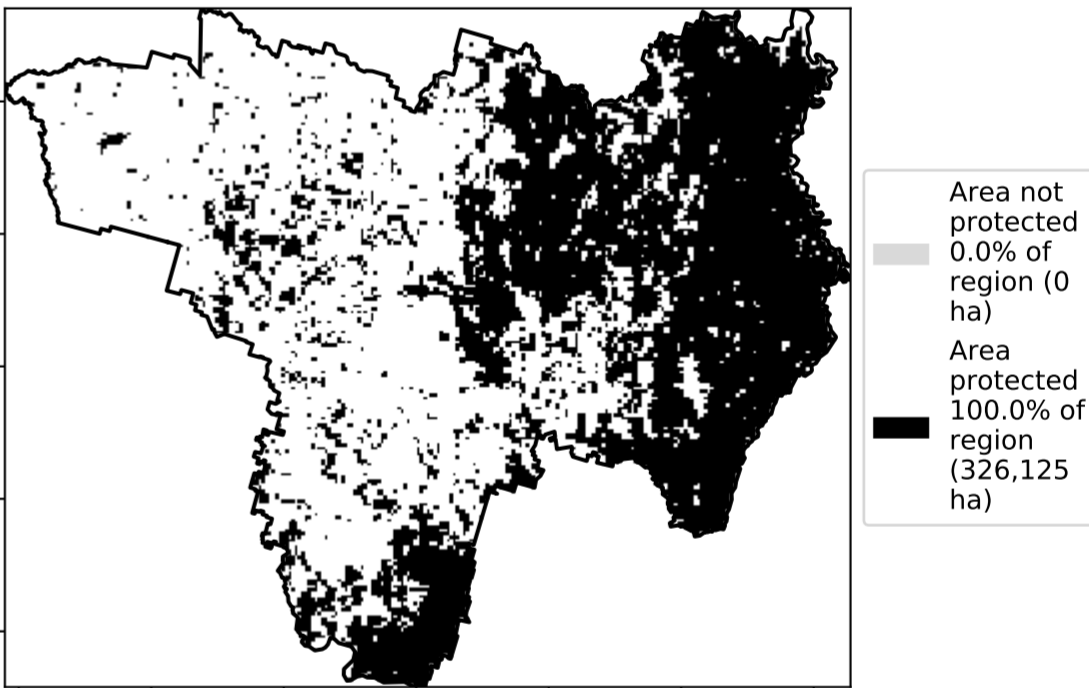 Area not
protected
0.0% of
region (0
ha)
Area
protected
100.0% of
region
(326,125
ha)